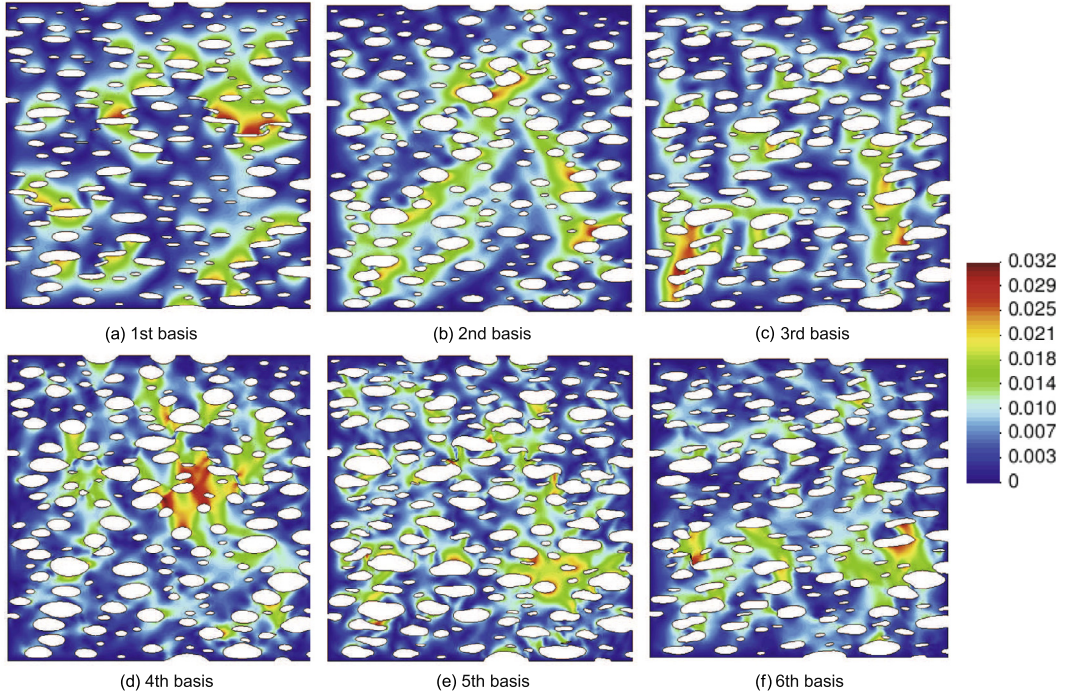 (a) 1st basis
(b) 2nd basis
(c) 3rd basis
0.032
0.029
0.025
0.021
0.018
0.014
0.010
0.007
0.003
0
(d) 4th basis
(e) 5th basis
(f) 6th basis